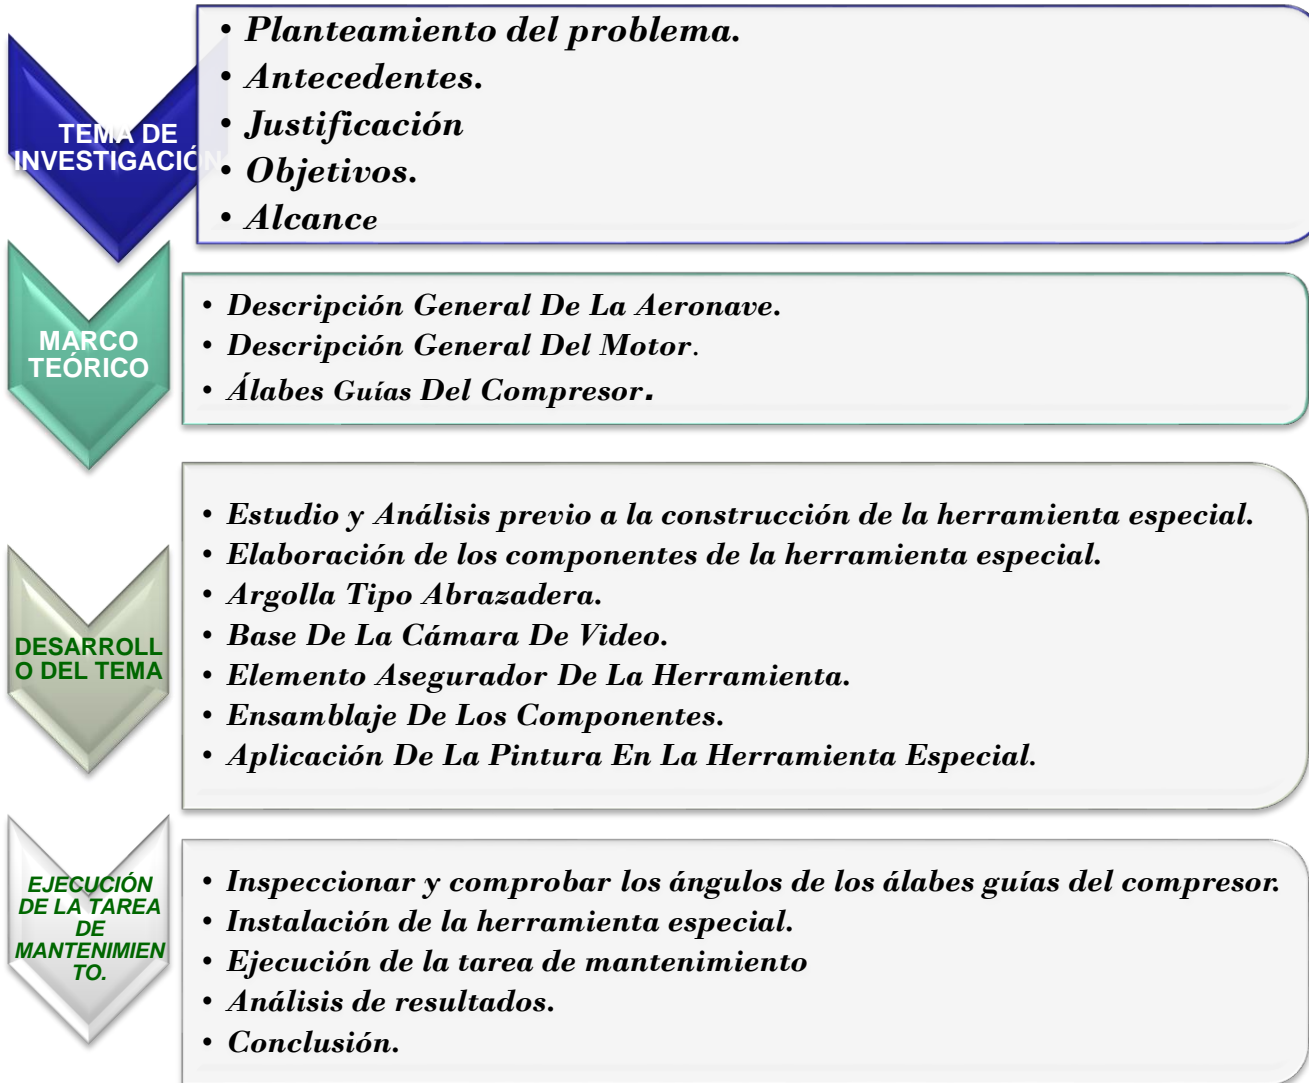 TEMA DE
INVESTIGACIÓN
• Planteamiento del problema.
• Antecedentes.
• Justificación
• Objetivos.
• Alcance
MARCO
TEÓRICO
• Descripción General De La Aeronave.
• Descripción General Del Motor.
• Álabes Guías Del Compresor.
DESARROLL
O DEL TEMA
• Estudio y Análisis previo a la construcción de la herramienta especial.
• Elaboración de los componentes de la herramienta especial.
• Argolla Tipo Abrazadera.
• Base De La Cámara De Video.
• Elemento Asegurador De La Herramienta.
• Ensamblaje De Los Componentes.
• Aplicación De La Pintura En La Herramienta Especial.
EJECUCIÓN
DE LA TAREA
DE
MANTENIMIEN
TO.
• Inspeccionar y comprobar los ángulos de los álabes guías del compresor.
• Instalación de la herramienta especial.
• Ejecución de la tarea de mantenimiento
• Análisis de resultados.
• Conclusión.